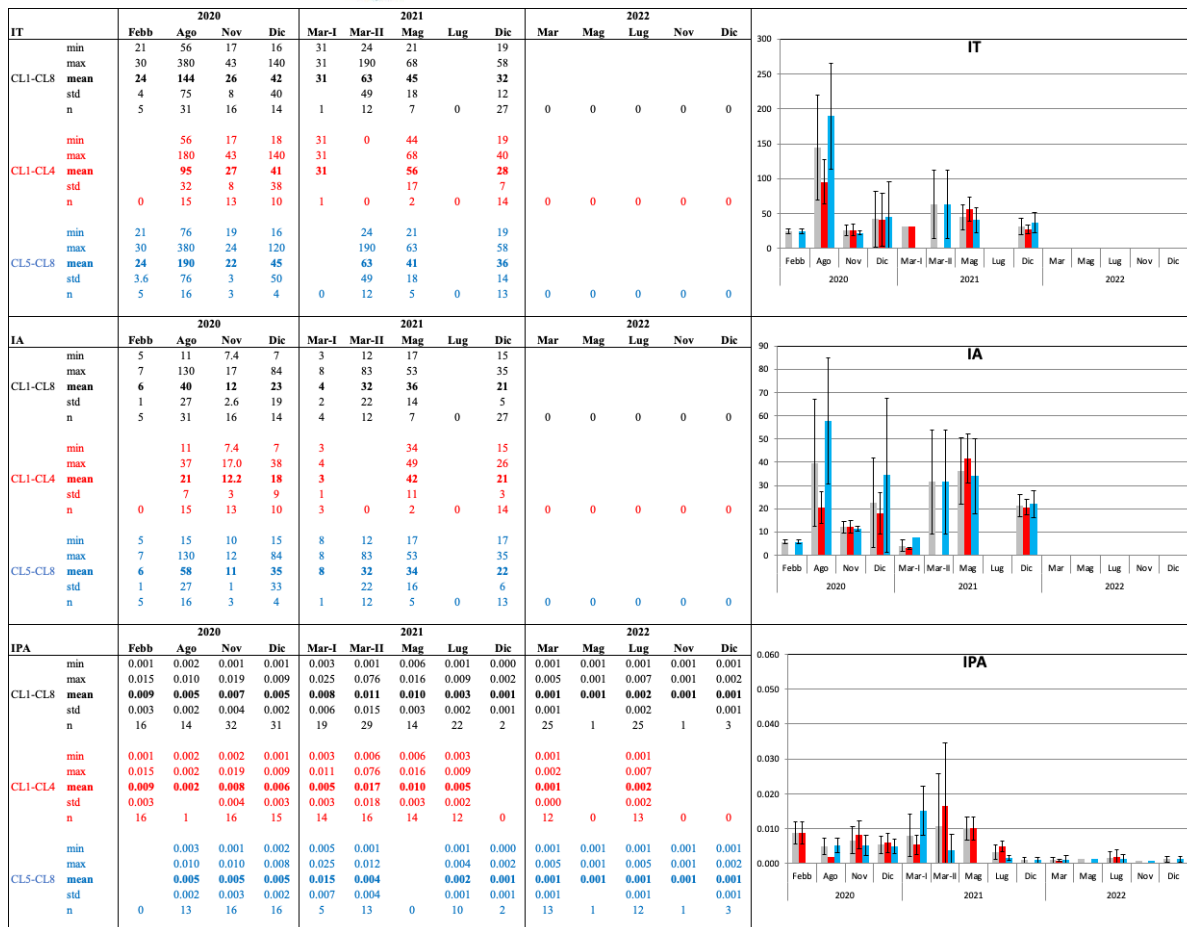 2020 2021 2022
IT Febb Ago Nov Dic Mar-I Mar-II Mag Lug Dic Mar Mag Lug Nov Dic
min 21 56 17 16 31 24 21 19
max 30 380 43 140 31 190 68 58
CL1-CL8 mean 24 144 26 42 31 63 45 32
std 4 75 8 40 49 18 12
n 5 31 16 14 1 12 7 0 27 0 0 0 0 0
min 56 17 18 31 0 44 19
max 180 43 140 31 68 40
CL1-CL4 mean 95 27 41 31 56 28
std 32 8 38 17 7
n 0 15 13 10 1 0 2 0 14 0 0 0 0 0
min 21 76 19 16 24 21 19
max 30 380 24 120 190 63 58
CL5-CL8 mean 24 190 22 45 63 41 36
std 3.6 76 3 50 49 18 14
n 5 16 3 4 0 12 5 0 13 0 0 0 0 0
IT
300
250
200
150
100
50
0
Febb Ago Nov Dic Mar-I Mar-II Mag Lug Dic Mar Mag Lug Nov Dic
2020 2021 2022
2020 2021 2022
IA Febb Ago Nov Dic Mar-I Mar-II Mag Lug Dic Mar Mag Lug Nov Dic
min 5 11 7.4 7 3 12 17 15
max 7 130 17 84 8 83 53 35
CL1-CL8 mean 6 40 12 23 4 32 36 21
std 1 27 2.6 19 2 22 14 5
n 5 31 16 14 4 12 7 0 27 0 0 0 0 0
min 11 7.4 7 3 34 15
max 37 17.0 38 4 49 26
CL1-CL4 mean 21 12.2 18 3 42 21
std 7 3 9 1 11 3
n 0 15 13 10 3 0 2 0 14 0 0 0 0 0
min 5 15 10 15 8 12 17 17
max 7 130 12 84 8 83 53 35
CL5-CL8 mean 6 58 11 35 8 32 34 22
std 1 27 1 33 22 16 6
n 5 16 3 4 1 12 5 0 13 0 0 0 0 0
IA
90
80
70
60
50
40
30
20
10
0
Febb Ago Nov Dic Mar-I Mar-II Mag Lug Dic Mar Mag Lug Nov Dic
2020 2021 2022
2020 2021 2022
IPA Febb Ago Nov Dic Mar-I Mar-II Mag Lug Dic Mar Mag Lug Nov Dic
min 0.001 0.002 0.001 0.001 0.003 0.001 0.006 0.001 0.000 0.001 0.001 0.001 0.001 0.001
max 0.015 0.010 0.019 0.009 0.025 0.076 0.016 0.009 0.002 0.005 0.001 0.007 0.001 0.002
CL1-CL8 mean 0.009 0.005 0.007 0.005 0.008 0.011 0.010 0.003 0.001 0.001 0.001 0.002 0.001 0.001
std 0.003 0.002 0.004 0.002 0.006 0.015 0.003 0.002 0.001 0.001 0.002 0.001
n 16 14 32 31 19 29 14 22 2 25 1 25 1 3
min 0.001 0.002 0.002 0.001 0.003 0.006 0.006 0.003 0.001 0.001
max 0.015 0.002 0.019 0.009 0.011 0.076 0.016 0.009 0.002 0.007
CL1-CL4 mean 0.009 0.002 0.008 0.006 0.005 0.017 0.010 0.005 0.001 0.002
std 0.003 0.004 0.003 0.003 0.018 0.003 0.002 0.000 0.002
n 16 1 16 15 14 16 14 12 0 12 0 13 0 0
min 0.003 0.001 0.002 0.005 0.001 0.001 0.000 0.001 0.001 0.001 0.001 0.001
max 0.010 0.010 0.008 0.025 0.012 0.004 0.002 0.005 0.001 0.005 0.001 0.002
CL5-CL8 mean 0.005 0.005 0.005 0.015 0.004 0.002 0.001 0.001 0.001 0.001 0.001 0.001
std 0.002 0.003 0.002 0.007 0.004 0.001 0.001 0.001 0.001 0.001
n 0 13 16 16 5 13 0 10 2 13 1 12 1 3
IPA
0.060
0.050
0.040
0.030
0.020
0.010
0.000
Febb Ago Nov Dic Mar-I Mar-II Mag Lug Dic Mar Mag Lug Nov Dic
2020 2021 2022